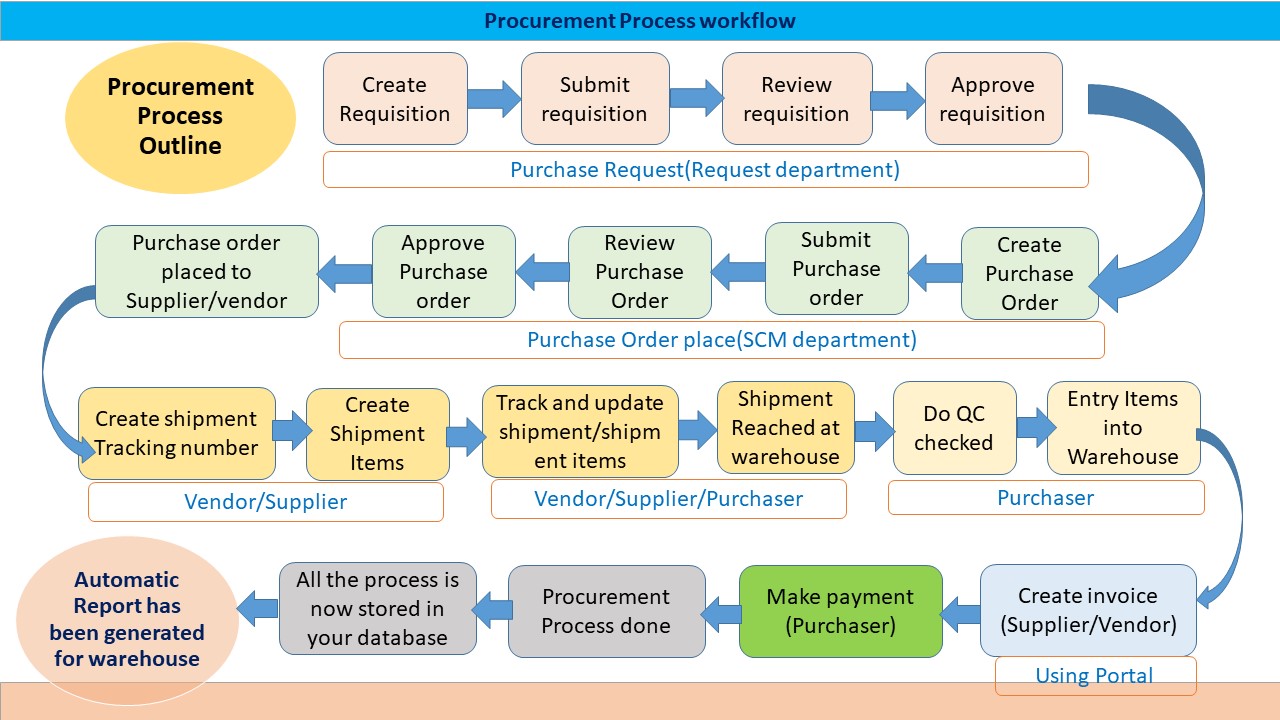 Procurement Process workflow
Procurement
Process
Outline
Create
Requisition
Submit
requisition
Review
requisition
Approve
requisition
Purchase Request(Request department)
Purchase order
placed to
Supplier/vendor
Approve
Purchase
order
Review
Purchase
Order
Submit
Purchase
order
Create
Purchase
Order
Purchase Order place(SCM department)
Create shipment
Tracking number
Create
Shipment
Items
Track and update
shipment/shipm
ent items
Shipment
Reached at
warehouse
Do QC
checked
Entry Items
into
Warehouse
Vendor/Supplier
Vendor/Supplier/Purchaser
Purchaser
Automatic
Report has
been generated
for warehouse
All the process is
now stored in
your database
Procurement
Process done
Make payment
(Purchaser)
Create invoice
(Supplier/Vendor)
Using Portal